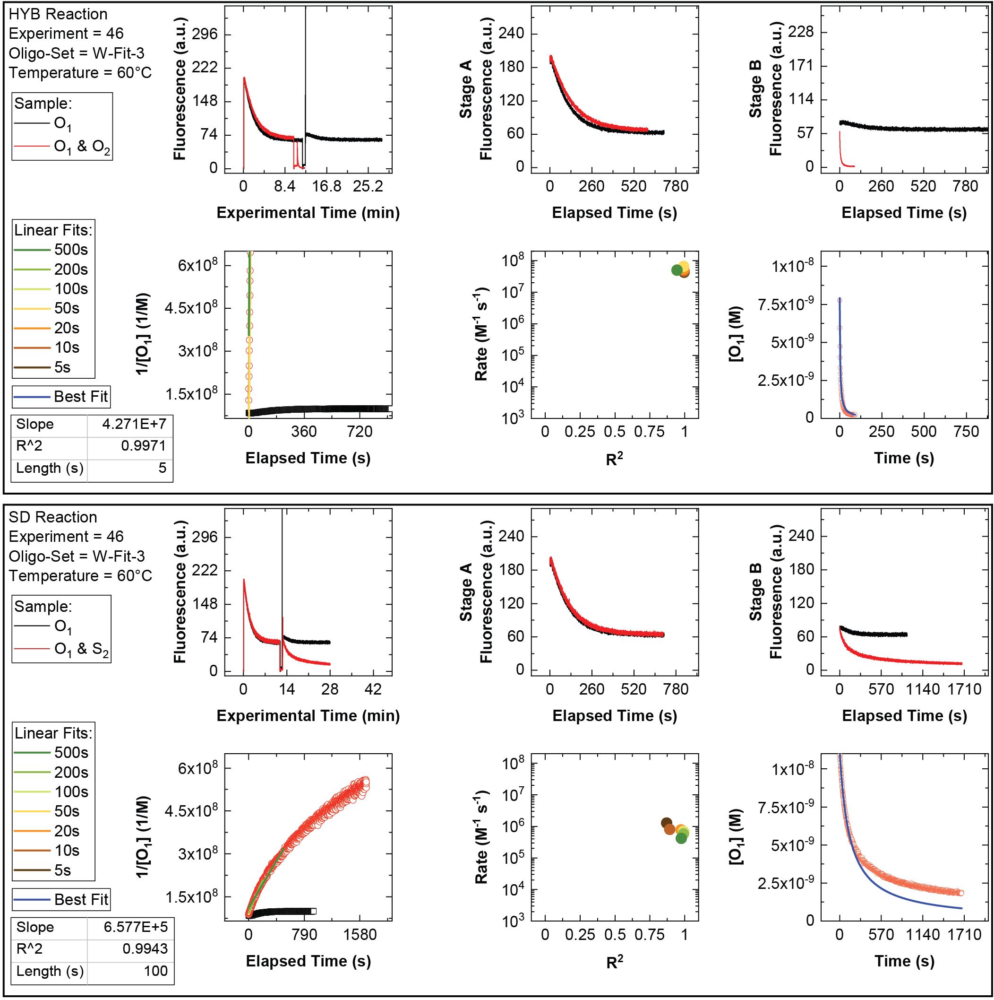 HYB Reaction
Experiment = 46
Oligo-Set = W-Fit-3
Temperature = 60°C
Sample:
O1
O1 & O2
Fluorescence (a.u.)
296
222
148
74
0
0 8.4 16.8 25.2
Experimental Time (min)
Stage A
Fluorescence (a.u.)
240
180
120
60
0
0 260 520 780
Elapsed Time (s)
Stage B
Fluoresence (a.u.)
228
171
114
57
0
0 260 520 780
Elapsed Time (s)
Linear Fits:
500s
200s
100s
50s
20s
10s
5s
Best Fit
Slope 4.271E+7
R^2 0.9971
Length (s) 5
1/[O1] (1/M)
6x10^8
4.5x10^8
3x10^8
1.5x10^8
0 360 720
Elapsed Time (s)
Rate (M^-1 s^-1)
10^8
10^7
10^6
10^5
10^4
10^3
0 0.25 0.5 0.75 1
R^2
[O1] (M)
1x10^-8
7.5x10^-9
5x10^-9
2.5x10^-9
0
0 250 500 750
Time (s)
SD Reaction
Experiment = 46
Oligo-Set = W-Fit-3
Temperature = 60°C
Sample:
O1
O1 & S2
Fluorescence (a.u.)
296
222
148
74
0
0 14 28 42
Experimental Time (min)
Stage A
Fluorescence (a.u.)
240
180
120
60
0
0 260 520 780
Elapsed Time (s)
Stage B
Fluoresence (a.u.)
240
180
120
60
0
0 570 1140 1710
Elapsed Time (s)
Linear Fits:
500s
200s
100s
50s
20s
10s
5s
Best Fit
Slope 6.577E+5
R^2 0.9943
Length (s) 100
1/[O1] (1/M)
6x10^8
4.5x10^8
3x10^8
1.5x10^8
0 790 1580
Elapsed Time (s)
Rate (M^-1 s^-1)
10^8
10^7
10^6
10^5
10^4
10^3
0 0.25 0.5 0.75 1
R^2
[O1] (M)
1x10^-8
7.5x10^-9
5x10^-9
2.5x10^-9
0
0 570 1140 1710
Time (s)